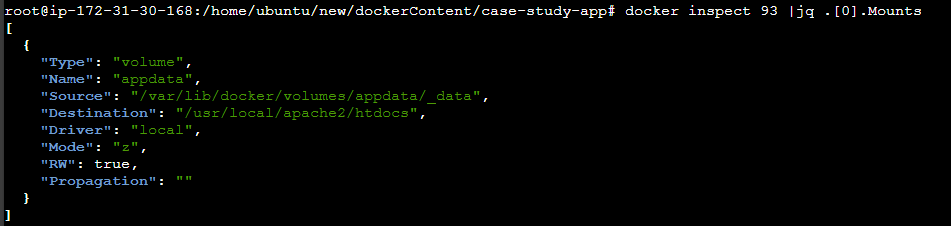 root@ip-172-31-30-168:/home/ubuntu/new/dockerContent/case-study-app# docker inspect 93 |jq .[0].Mounts
[
  {
    "Type": "volume",
    "Name": "appdata",
    "Source": "/var/lib/docker/volumes/appdata/_data",
    "Destination": "/usr/local/apache2/htdocs",
    "Driver": "local",
    "Mode": "z",
    "RW": true,
    "Propagation": ""
  }
]